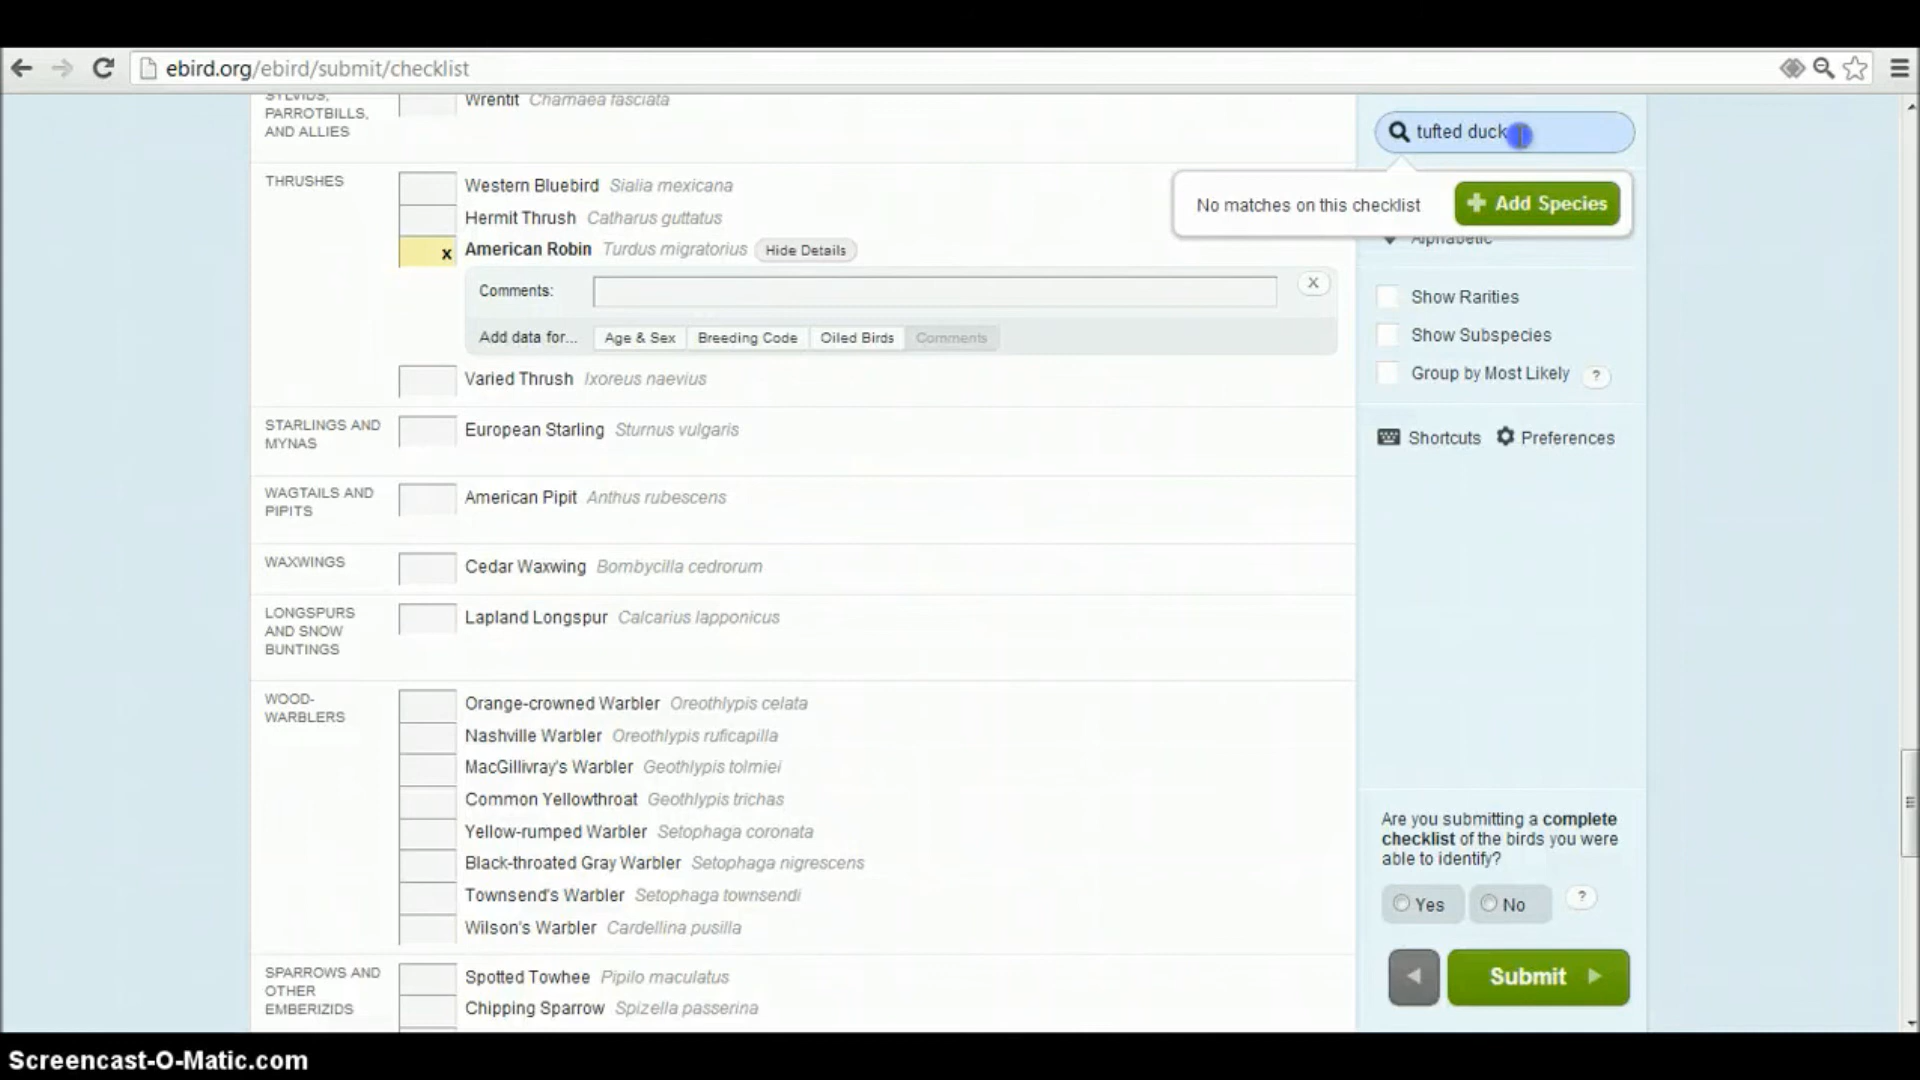 ebird.org/ebird/submit/checklist
SYLVIDS,
PARROTBILLS,
AND ALLIES
Wrentit Chamaea fasciata
THRUSHES
Western Bluebird Sialia mexicana
Hermit Thrush Catharus guttatus
x American Robin Turdus migratorius Hide Details
Comments: X
Add data for... Age & Sex Breeding Code Oiled Birds Comments
Varied Thrush Ixoreus naevius
STARLINGS AND
MYNAS
European Starling Sturnus vulgaris
WAGTAILS AND
PIPITS
American Pipit Anthus rubescens
WAXWINGS
Cedar Waxwing Bombycilla cedrorum
LONGSPURS
AND SNOW
BUNTINGS
Lapland Longspur Calcarius lapponicus
WOOD-
WARBLERS
Orange-crowned Warbler Oreothlypis celata
Nashville Warbler Oreothlypis ruficapilla
MacGillivray's Warbler Geothlypis tolmiei
Common Yellowthroat Geothlypis trichas
Yellow-rumped Warbler Setophaga coronata
Black-throated Gray Warbler Setophaga nigrescens
Townsend's Warbler Setophaga townsendi
Wilson's Warbler Cardellina pusilla
SPARROWS AND
OTHER
EMBERIZIDS
Spotted Towhee Pipilo maculatus
Chipping Sparrow Spizella passerina
tufted duck
No matches on this checklist + Add Species
Alphabetic
Show Rarities
Show Subspecies
Group by Most Likely ?
Shortcuts Preferences
Are you submitting a complete
checklist of the birds you were
able to identify?
Yes No ?
Submit
Screencast-O-Matic.com